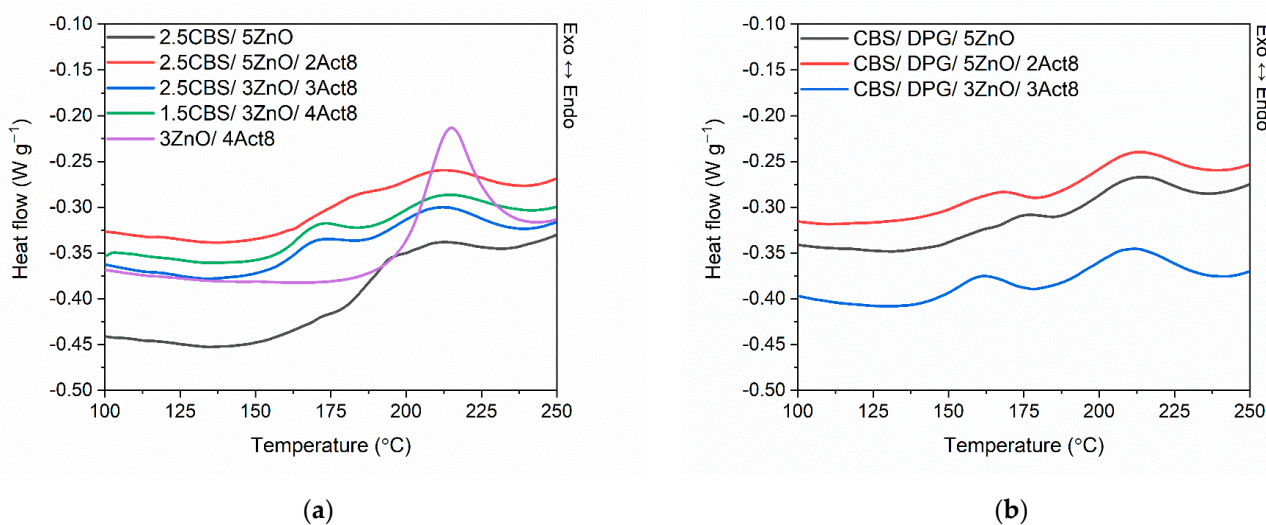 -0.10
-0.15
-0.20
-0.25
-0.30
-0.35
-0.40
-0.45
-0.50
Heat flow (W g⁻¹)
2.5CBS/ 5ZnO
2.5CBS/ 5ZnO/ 2Act8
2.5CBS/ 3ZnO/ 3Act8
1.5CBS/ 3ZnO/ 4Act8
3ZnO/ 4Act8
Exo ↔ Endo
100 125 150 175 200 225 250
Temperature (°C)
(a)
-0.10
-0.15
-0.20
-0.25
-0.30
-0.35
-0.40
-0.45
-0.50
Heat flow (W g⁻¹)
CBS/ DPG/ 5ZnO
CBS/ DPG/ 5ZnO/ 2Act8
CBS/ DPG/ 3ZnO/ 3Act8
Exo ↔ Endo
100 125 150 175 200 225 250
Temperature (°C)
(b)